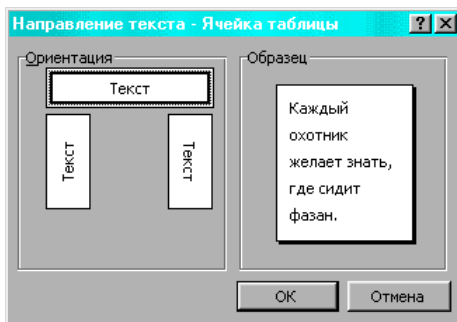 Направление текста - Ячейка таблицы
Ориентация
Текст
Текст
Текст
Образец
Каждый
охотник
желает знать,
где сидит
фазан.
ОК
Отмена